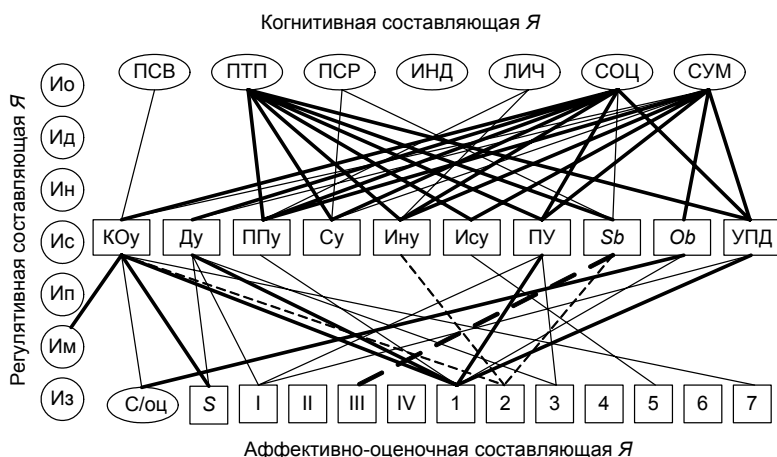 Когнитивная составляющая Я
Регулятивная составляющая Я
Ио
ПСВ ПТП ПСР ИНД ЛИЧ СОЦ СУМ
Ид
Ин
Ис
КОу Ду ППу Су Ину Ису ПУ Sb Ob УПД
Ип
Им
Из
С/оц S I II III IV 1 2 3 4 5 6 7
Аффективно-оценочная составляющая Я